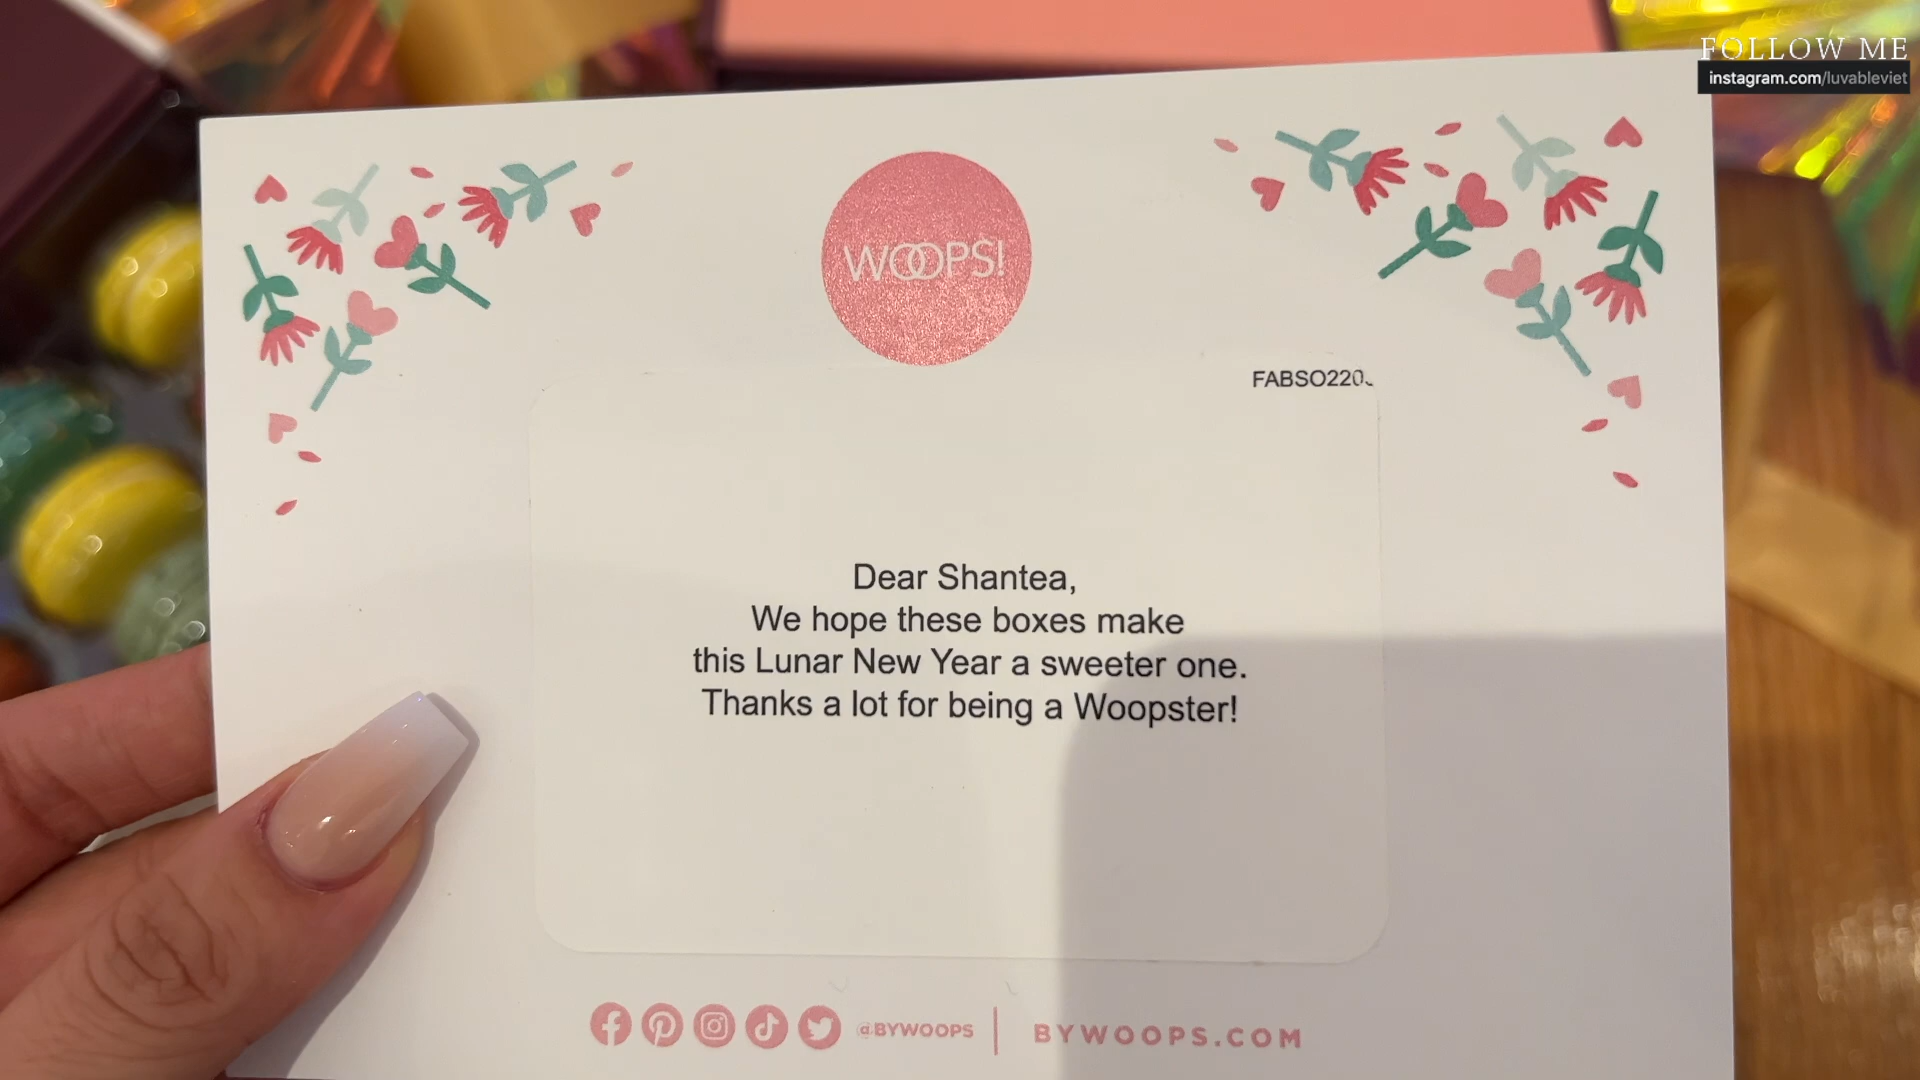 FOLLOW ME
instagram.com/luvableviet
WOOPS!
Dear Shantea,
We hope these boxes make
this Lunar New Year a sweeter one.
Thanks a lot for being a Woopster!
@BYWOOPS | BYWOOPS.COM